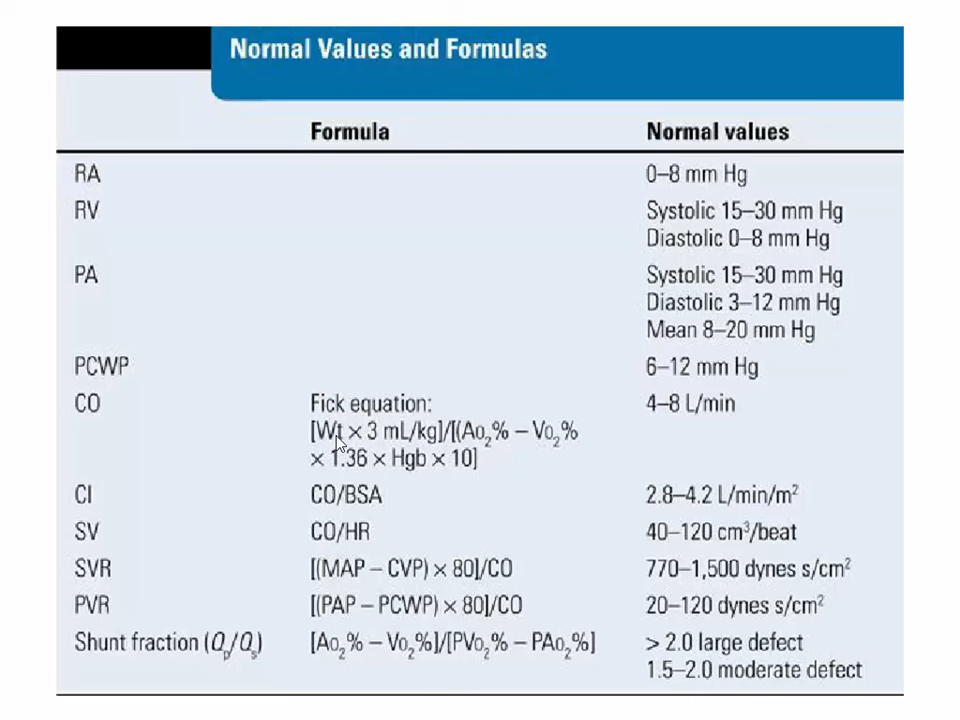 Normal Values and Formulas
Formula Normal values
RA 0–8 mm Hg
RV Systolic 15–30 mm Hg
Diastolic 0–8 mm Hg
PA Systolic 15–30 mm Hg
Diastolic 3–12 mm Hg
Mean 8–20 mm Hg
PCWP 6–12 mm Hg
CO Fick equation: 4–8 L/min
[Wt × 3 mL/kg]/[(Ao₂% – Vo₂%
× 1.36 × Hgb × 10]
CI CO/BSA 2.8–4.2 L/min/m²
SV CO/HR 40–120 cm³/beat
SVR [(MAP – CVP) × 80]/CO 770–1,500 dynes s/cm²
PVR [(PAP – PCWP) × 80]/CO 20–120 dynes s/cm²
Shunt fraction (Qp/Qs) [Ao₂% – Vo₂%]/[PVo₂% – PAo₂%] > 2.0 large defect
1.5–2.0 moderate defect